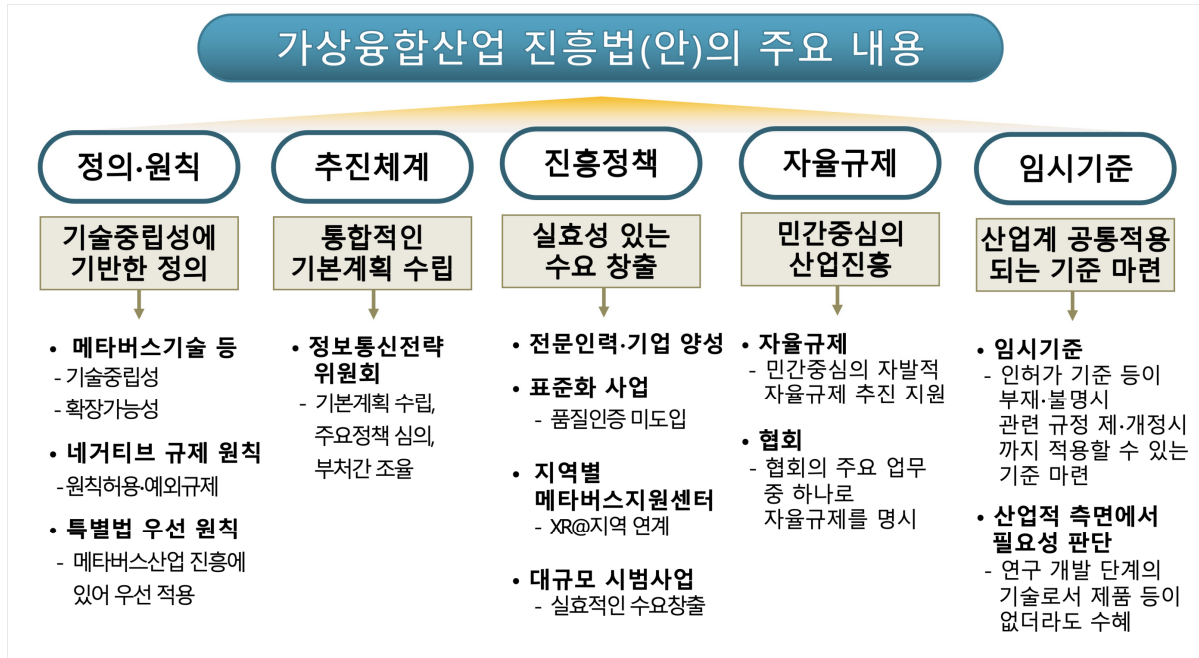 가상융합산업 진흥법(안)의 주요 내용
정의·원칙
기술중립성에
기반한 정의
• 메타버스기술 등
- 기술중립성
- 확장가능성
• 네거티브 규제 원칙
-원칙허용·예외규제
• 특별법 우선 원칙
- 메타버스산업 진흥에
있어 우선 적용
추진체계
통합적인
기본계획 수립
• 정보통신전략
위원회
- 기본계획 수립,
주요정책 심의,
부처간 조율
진흥정책
실효성 있는
수요 창출
• 전문인력·기업 양성
• 표준화 사업
- 품질인증 미도입
• 지역별
메타버스지원센터
- XR@지역 연계
• 대규모 시범사업
- 실효적인 수요창출
자율규제
민간중심의
산업진흥
• 자율규제
- 민간중심의 자발적
자율규제 추진 지원
• 협회
- 협회의 주요 업무
중 하나로
자율규제를 명시
임시기준
산업계 공통적용
되는 기준 마련
• 임시기준
- 인허가 기준 등이
부재·불명시
관련 규정 제·개정시
까지 적용할 수 있는
기준 마련
• 산업적 측면에서
필요성 판단
- 연구 개발 단계의
기술로서 제품 등이
없더라도 수혜